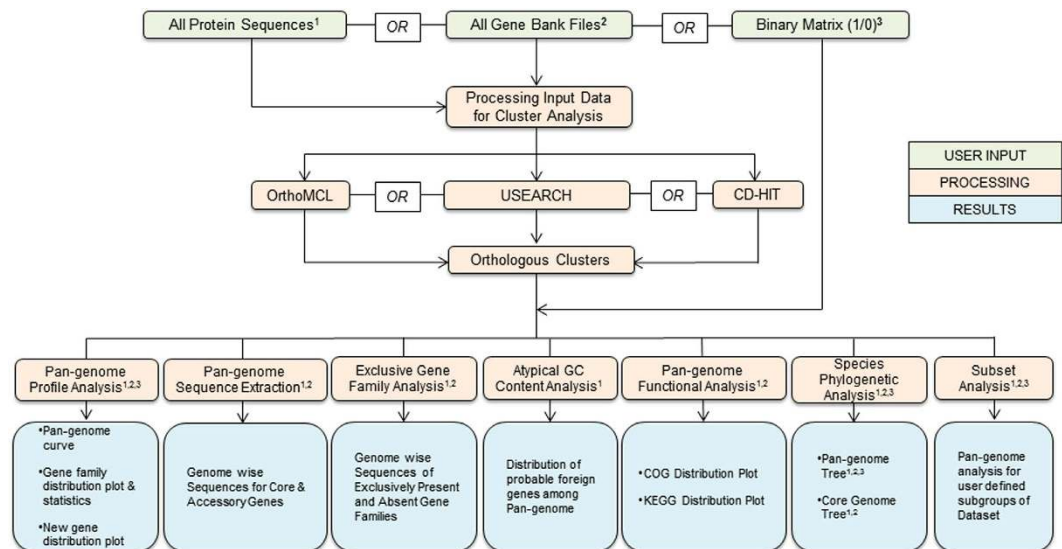 All Protein Sequences¹
OR
All Gene Bank Files²
OR
Binary Matrix (1/0)³
Processing Input Data
for Cluster Analysis
USER INPUT
PROCESSING
RESULTS
OrthoMCL
OR
USEARCH
OR
CD-HIT
Orthologous Clusters
Pan-genome
Profile Analysis¹,²,³
Pan-genome
Sequence Extraction¹,²
Exclusive Gene
Family Analysis¹,²
Atypical GC
Content Analysis¹
Pan-genome
Functional Analysis¹,²
Species
Phylogenetic
Analysis¹,²,³
Subset
Analysis¹,²,³
•Pan-genome
curve
•Gene family
distribution plot &
statistics
•New gene
distribution plot
Genome wise
Sequences for Core &
Accessory Genes
Genome wise
Sequences of
Exclusively Present
and Absent Gene
Families
Distribution of
probable foreign
genes among
Pan-genome
•COG Distribution Plot
•KEGG Distribution Plot
•Pan-genome
Tree¹,²,³
•Core Genome
Tree¹,²
Pan-genome
analysis for
user defined
subgroups of
Dataset